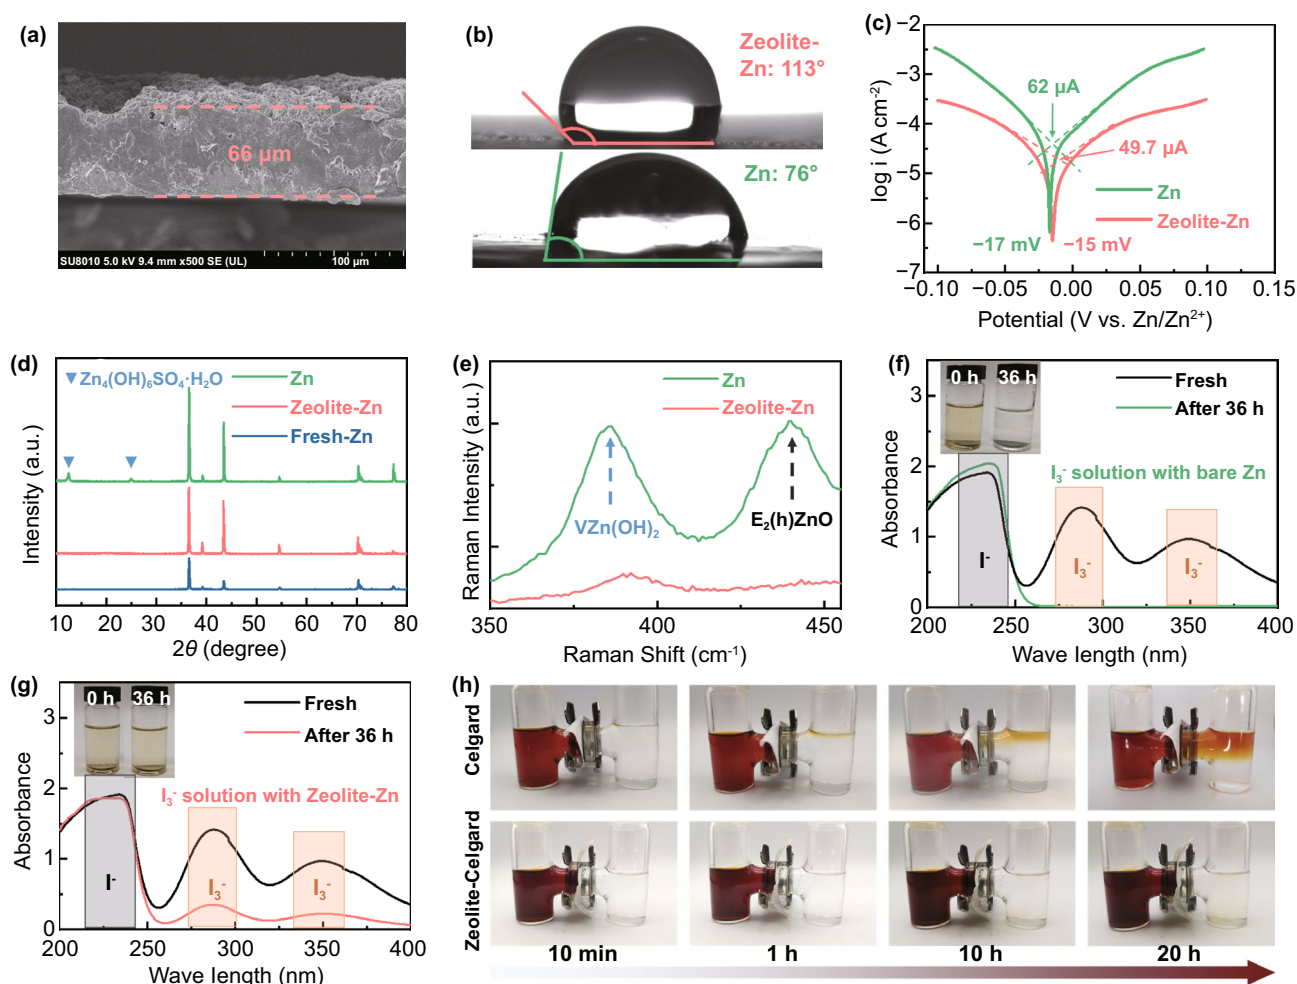 (a)
66 µm
SU8010 5.0 kV 9.4 mm x500 SE (UL)
100 µm
(b)
Zeolite-
Zn: 113°
Zn: 76°
(c)
log i (A cm⁻²)
−2
−3
−4
−5
−6
−7
62 µA
49.7 µA
Zn
Zeolite-Zn
−17 mV
−15 mV
−0.10
−0.05
0.00
0.05
0.10
0.15
Potential (V vs. Zn/Zn²⁺)
(d)
Intensity (a.u.)
Zn₄(OH)₆SO₄·H₂O
Zn
Zeolite-Zn
Fresh-Zn
10 20 30 40 50 60 70 80
2θ (degree)
(e)
Raman Intensity (a.u.)
Zn
Zeolite-Zn
VZn(OH)₂
E₂(h)ZnO
350
400
450
Raman Shift (cm⁻¹)
(f)
Absorbance
3
2
1
0
0 h
36 h
Fresh
After 36 h
I₃⁻ solution with bare Zn
I⁻
I₃⁻
I₃⁻
200 250 300 350 400
Wave length (nm)
(g)
Absorbance
3
2
1
0
0 h
36 h
Fresh
After 36 h
I₃⁻ solution with Zeolite-Zn
I⁻
I₃⁻
I₃⁻
200 250 300 350 400
Wave length (nm)
(h)
Celgard
Zeolite-Celgard
10 min
1 h
10 h
20 h